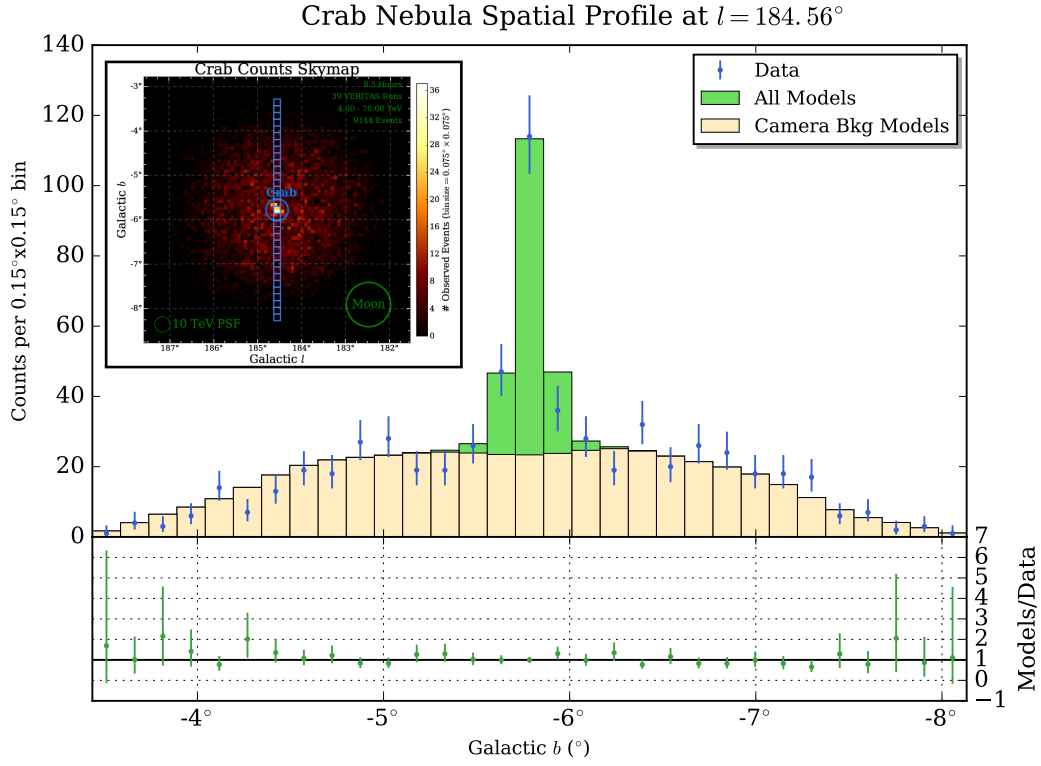 Crab Nebula Spatial Profile at l = 184.56°
140
120
100
80
60
40
20
0
Counts per 0.15°x0.15° bin
Data
All Models
Camera Bkg Models
Crab Counts Skymap
8.5 Hours
39 VERITAS Runs
4.00 - 70.00 TeV
9144 Events
-3°
-4°
-5°
-6°
-7°
-8°
Galactic b
Crab
Moon
10 TeV PSF
187°
186°
185°
184°
183°
182°
Galactic l
36
32
28
24
20
16
12
8
4
0
# Observed Events (binsize=0.075° × 0.075°)
7
6
5
4
3
2
1
0
−1
Models/Data
-4°
-5°
-6°
-7°
-8°
Galactic b (°)